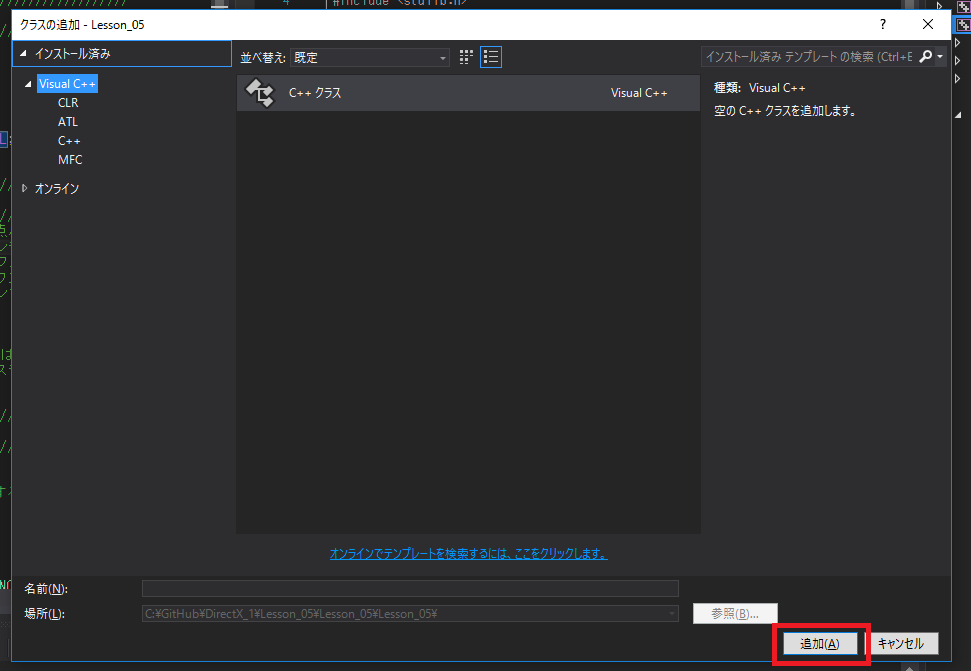 ////////////////////
4
#include <stdlib.h>
クラスの追加 - Lesson_05
?
インストール済み
並べ替え: 既定
インストール済み テンプレート の検索 (Ctrl+E
Visual C++
CLR
ATL
C++
MFC
オンライン
C++ クラス
Visual C++
種類: Visual C++
空の C++ クラスを追加します。
オンラインでテンプレートを検索するには、ここをクリックします。
名前(N):
場所(L):
C:¥GitHub¥DirectX_1¥Lesson_05¥Lesson_05¥Lesson_05¥
参照(B)...
追加(A)
キャンセル